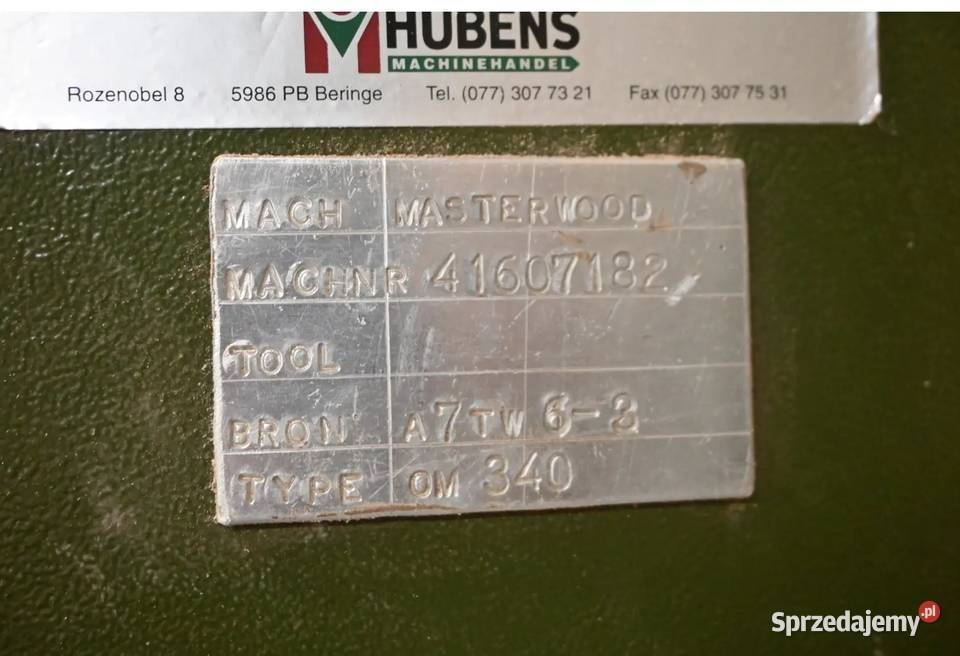 HUBENS
MACHINEHANDEL
Rozenobel 8 5986 PB Beringe Tel. (077) 307 73 21 Fax (077) 307 75 31
MACH MASTERWOOD
MACHNR 41607182
TOOL
BRON A7TW 6-3
TYPE OM 340
Sprzedajemy.pl